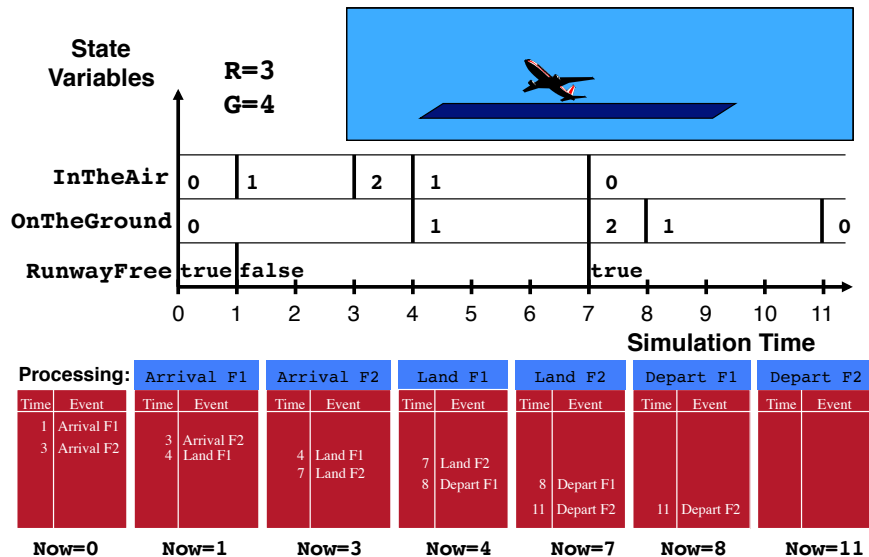 State
Variables
R=3
G=4
InTheAir 0 1 2 1 0
OnTheGround 0 1 2 1 0
RunwayFree true false true
0 1 2 3 4 5 6 7 8 9 10 11
Simulation Time
Processing: Arrival F1 Arrival F2 Land F1 Land F2 Depart F1 Depart F2
Time Event
1 Arrival F1
3 Arrival F2
Now=0
Time Event
3 Arrival F2
4 Land F1
Now=1
Time Event
4 Land F1
7 Land F2
Now=3
Time Event
7 Land F2
8 Depart F1
Now=4
Time Event
8 Depart F1
11 Depart F2
Now=7
Time Event
11 Depart F2
Now=8
Time Event
Now=11